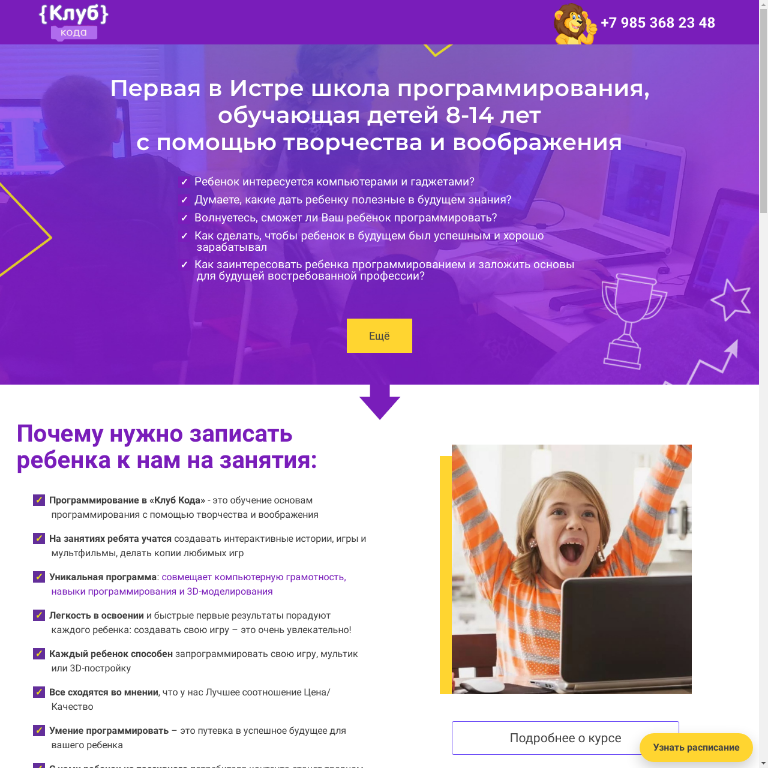 {Клуб}
кода
+7 985 368 23 48
Первая в Истре школа программирования,
обучающая детей 8-14 лет
с помощью творчества и воображения
✓ Ребенок интересуется компьютерами и гаджетами?
✓ Думаете, какие дать ребенку полезные в будущем знания?
✓ Волнуетесь, сможет ли Ваш ребенок программировать?
✓ Как сделать, чтобы ребенок в будущем был успешным и хорошо
зарабатывал
✓ Как заинтересовать ребенка программированием и заложить основы
для будущей востребованной профессии?
Ещё
Почему нужно записать
ребенка к нам на занятия:
✓ Программирование в «Клуб Кода» - это обучение основам
программирования с помощью творчества и воображения
✓ На занятиях ребята учатся создавать интерактивные истории, игры и
мультфильмы, делать копии любимых игр
✓ Уникальная программа: совмещает компьютерную грамотность,
навыки программирования и 3D-моделирования
✓ Легкость в освоении и быстрые первые результаты порадуют
каждого ребенка: создавать свою игру – это очень увлекательно!
✓ Каждый ребенок способен запрограммировать свою игру, мультик
или 3D-постройку
✓ Все сходятся во мнении, что у нас Лучшее соотношение Цена/
Качество
✓ Умение программировать – это путевка в успешное будущее для
вашего ребенка
Подробнее о курсе
Узнать расписание